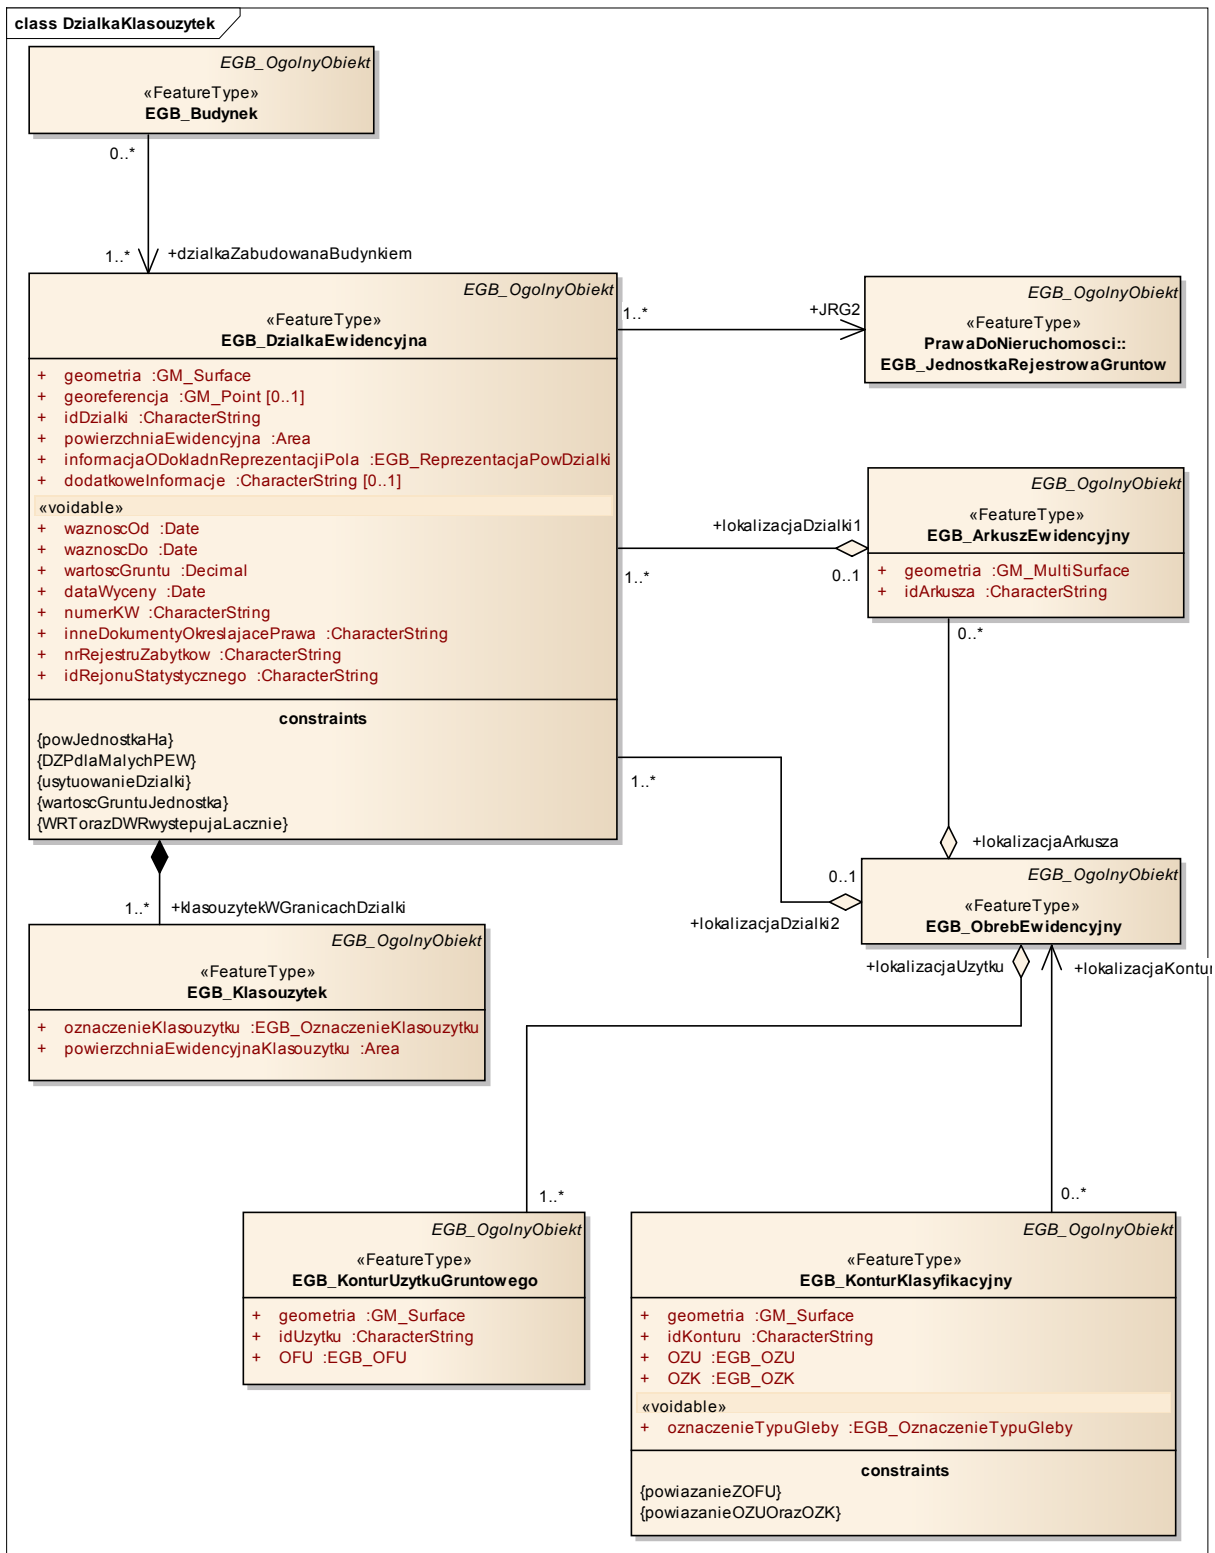 class DzialkaKlasouzytek
EGB_OgolnyObiekt
«FeatureType»
EGB_Budynek
0..*
1..*
+dzialkaZabudowanaBudynkiem
EGB_OgolnyObiekt
«FeatureType»
EGB_DzialkaEwidencyjna
+ geometria :GM_Surface
+ georeferencja :GM_Point [0..1]
+ idDzialki :CharacterString
+ powierzchniaEwidencyjna :Area
+ informacjaODokladnReprezentacjiPola :EGB_ReprezentacjaPowDzialki
+ dodatkoweInformacje :CharacterString [0..1]
«voidable»
+ waznoscOd :Date
+ waznoscDo :Date
+ wartoscGruntu :Decimal
+ dataWyceny :Date
+ numerKW :CharacterString
+ inneDokumentyOkreslajacePrawa :CharacterString
+ nrRejestruZabytkow :CharacterString
+ idRejonuStatystycznego :CharacterString
constraints
{powJednostkaHa}
{DZPdlaMalychPEW}
{usytuowanieDzialki}
{wartoscGruntuJednostka}
{WRTorazDWRwystepujaLacznie}
1..*
+JRG2
EGB_OgolnyObiekt
«FeatureType»
PrawaDoNieruchomosci::
EGB_JednostkaRejestrowaGruntow
+lokalizacjaDzialki1
1..*
0..1
EGB_OgolnyObiekt
«FeatureType»
EGB_ArkuszEwidencyjny
+ geometria :GM_MultiSurface
+ idArkusza :CharacterString
0..*
+lokalizacjaArkusza
1..*
0..1
+lokalizacjaDzialki2
EGB_OgolnyObiekt
«FeatureType»
EGB_ObrebEwidencyjny
+lokalizacjaUzytku
+lokalizacjaKontur
1..*
+klasouzytekWGranicachDzialki
EGB_OgolnyObiekt
«FeatureType»
EGB_Klasouzytek
+ oznaczenieKlasouzytku :EGB_OznaczenieKlasouzytku
+ powierzchniaEwidencyjnaKlasouzytku :Area
1..*
0..*
EGB_OgolnyObiekt
«FeatureType»
EGB_KonturUzytkuGruntowego
+ geometria :GM_Surface
+ idUzytku :CharacterString
+ OFU :EGB_OFU
EGB_OgolnyObiekt
«FeatureType»
EGB_KonturKlasyfikacyjny
+ geometria :GM_Surface
+ idKonturu :CharacterString
+ OZU :EGB_OZU
+ OZK :EGB_OZK
«voidable»
+ oznaczenieTypuGleby :EGB_OznaczenieTypuGleby
constraints
{powiazanieZOFU}
{powiazanieOZUOrazOZK}